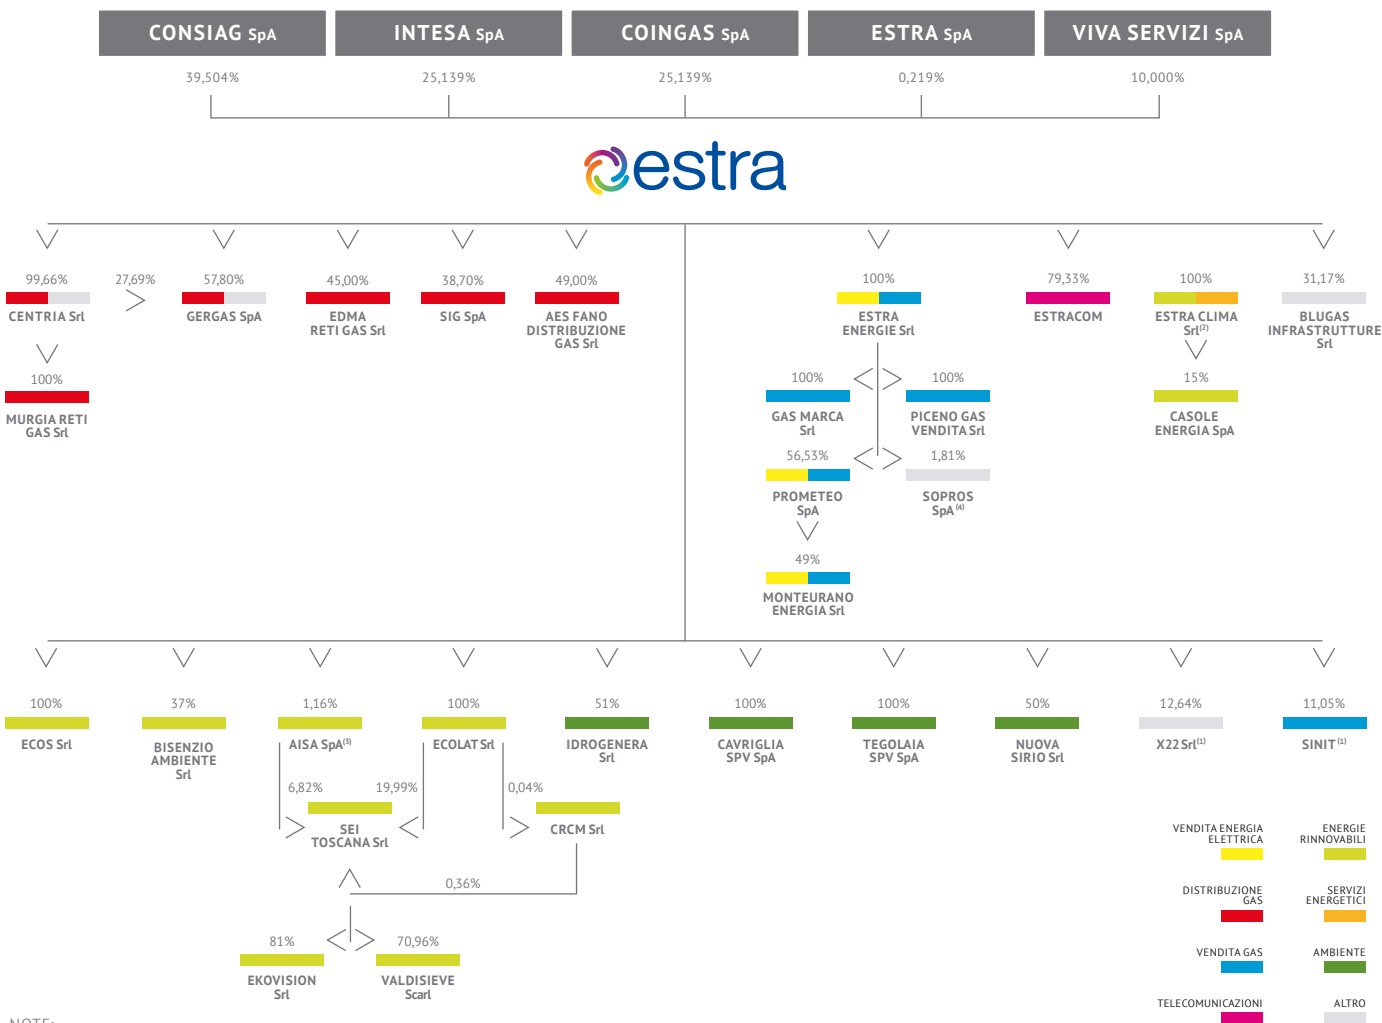 CONSIAG SpA
INTESA SpA
COINGAS SpA
ESTRA SpA
VIVA SERVIZI SpA
39,504%
25,139%
25,139%
0,219%
10,000%
estra
99,66%
CENTRIA Srl
27,69%
57,80%
GERGAS SpA
45,00%
EDMA
RETI GAS Srl
38,70%
SIG SpA
49,00%
AES FANO
DISTRIBUZIONE
GAS Srl
100%
ESTRA
ENERGIE Srl
79,33%
ESTRACOM
100%
ESTRA CLIMA
Srl(2)
31,17%
BLUGAS
INFRASTRUTTURE
Srl
100%
MURGIA RETI
GAS Srl
100%
GAS MARCA
Srl
100%
PICENO GAS
VENDITA Srl
15%
CASOLE
ENERGIA SpA
56,53%
PROMETEO
SpA
1,81%
SOPROS
SpA(4)
49%
MONTEURANO
ENERGIA Srl
100%
ECOS Srl
37%
BISENZIO
AMBIENTE
Srl
1,16%
AISA SpA(3)
100%
ECOLAT Srl
51%
IDROGENERA
Srl
100%
CAVRIGLIA
SPV SpA
100%
TEGOLAIA
SPV SpA
50%
NUOVA
SIRIO Srl
12,64%
X22 Srl(1)
11,05%
SINIT(1)
6,82%
19,99%
SEI
TOSCANA Srl
0,04%
CRCM Srl
0,36%
81%
EKOVISION
Srl
70,96%
VALDISIEVE
Scarl
VENDITA ENERGIA
ELETTRICA
ENERGIE
RINNOVABILI
DISTRIBUZIONE
GAS
SERVIZI
ENERGETICI
VENDITA GAS
AMBIENTE
TELECOMUNICAZIONI
ALTRO
NOTE: